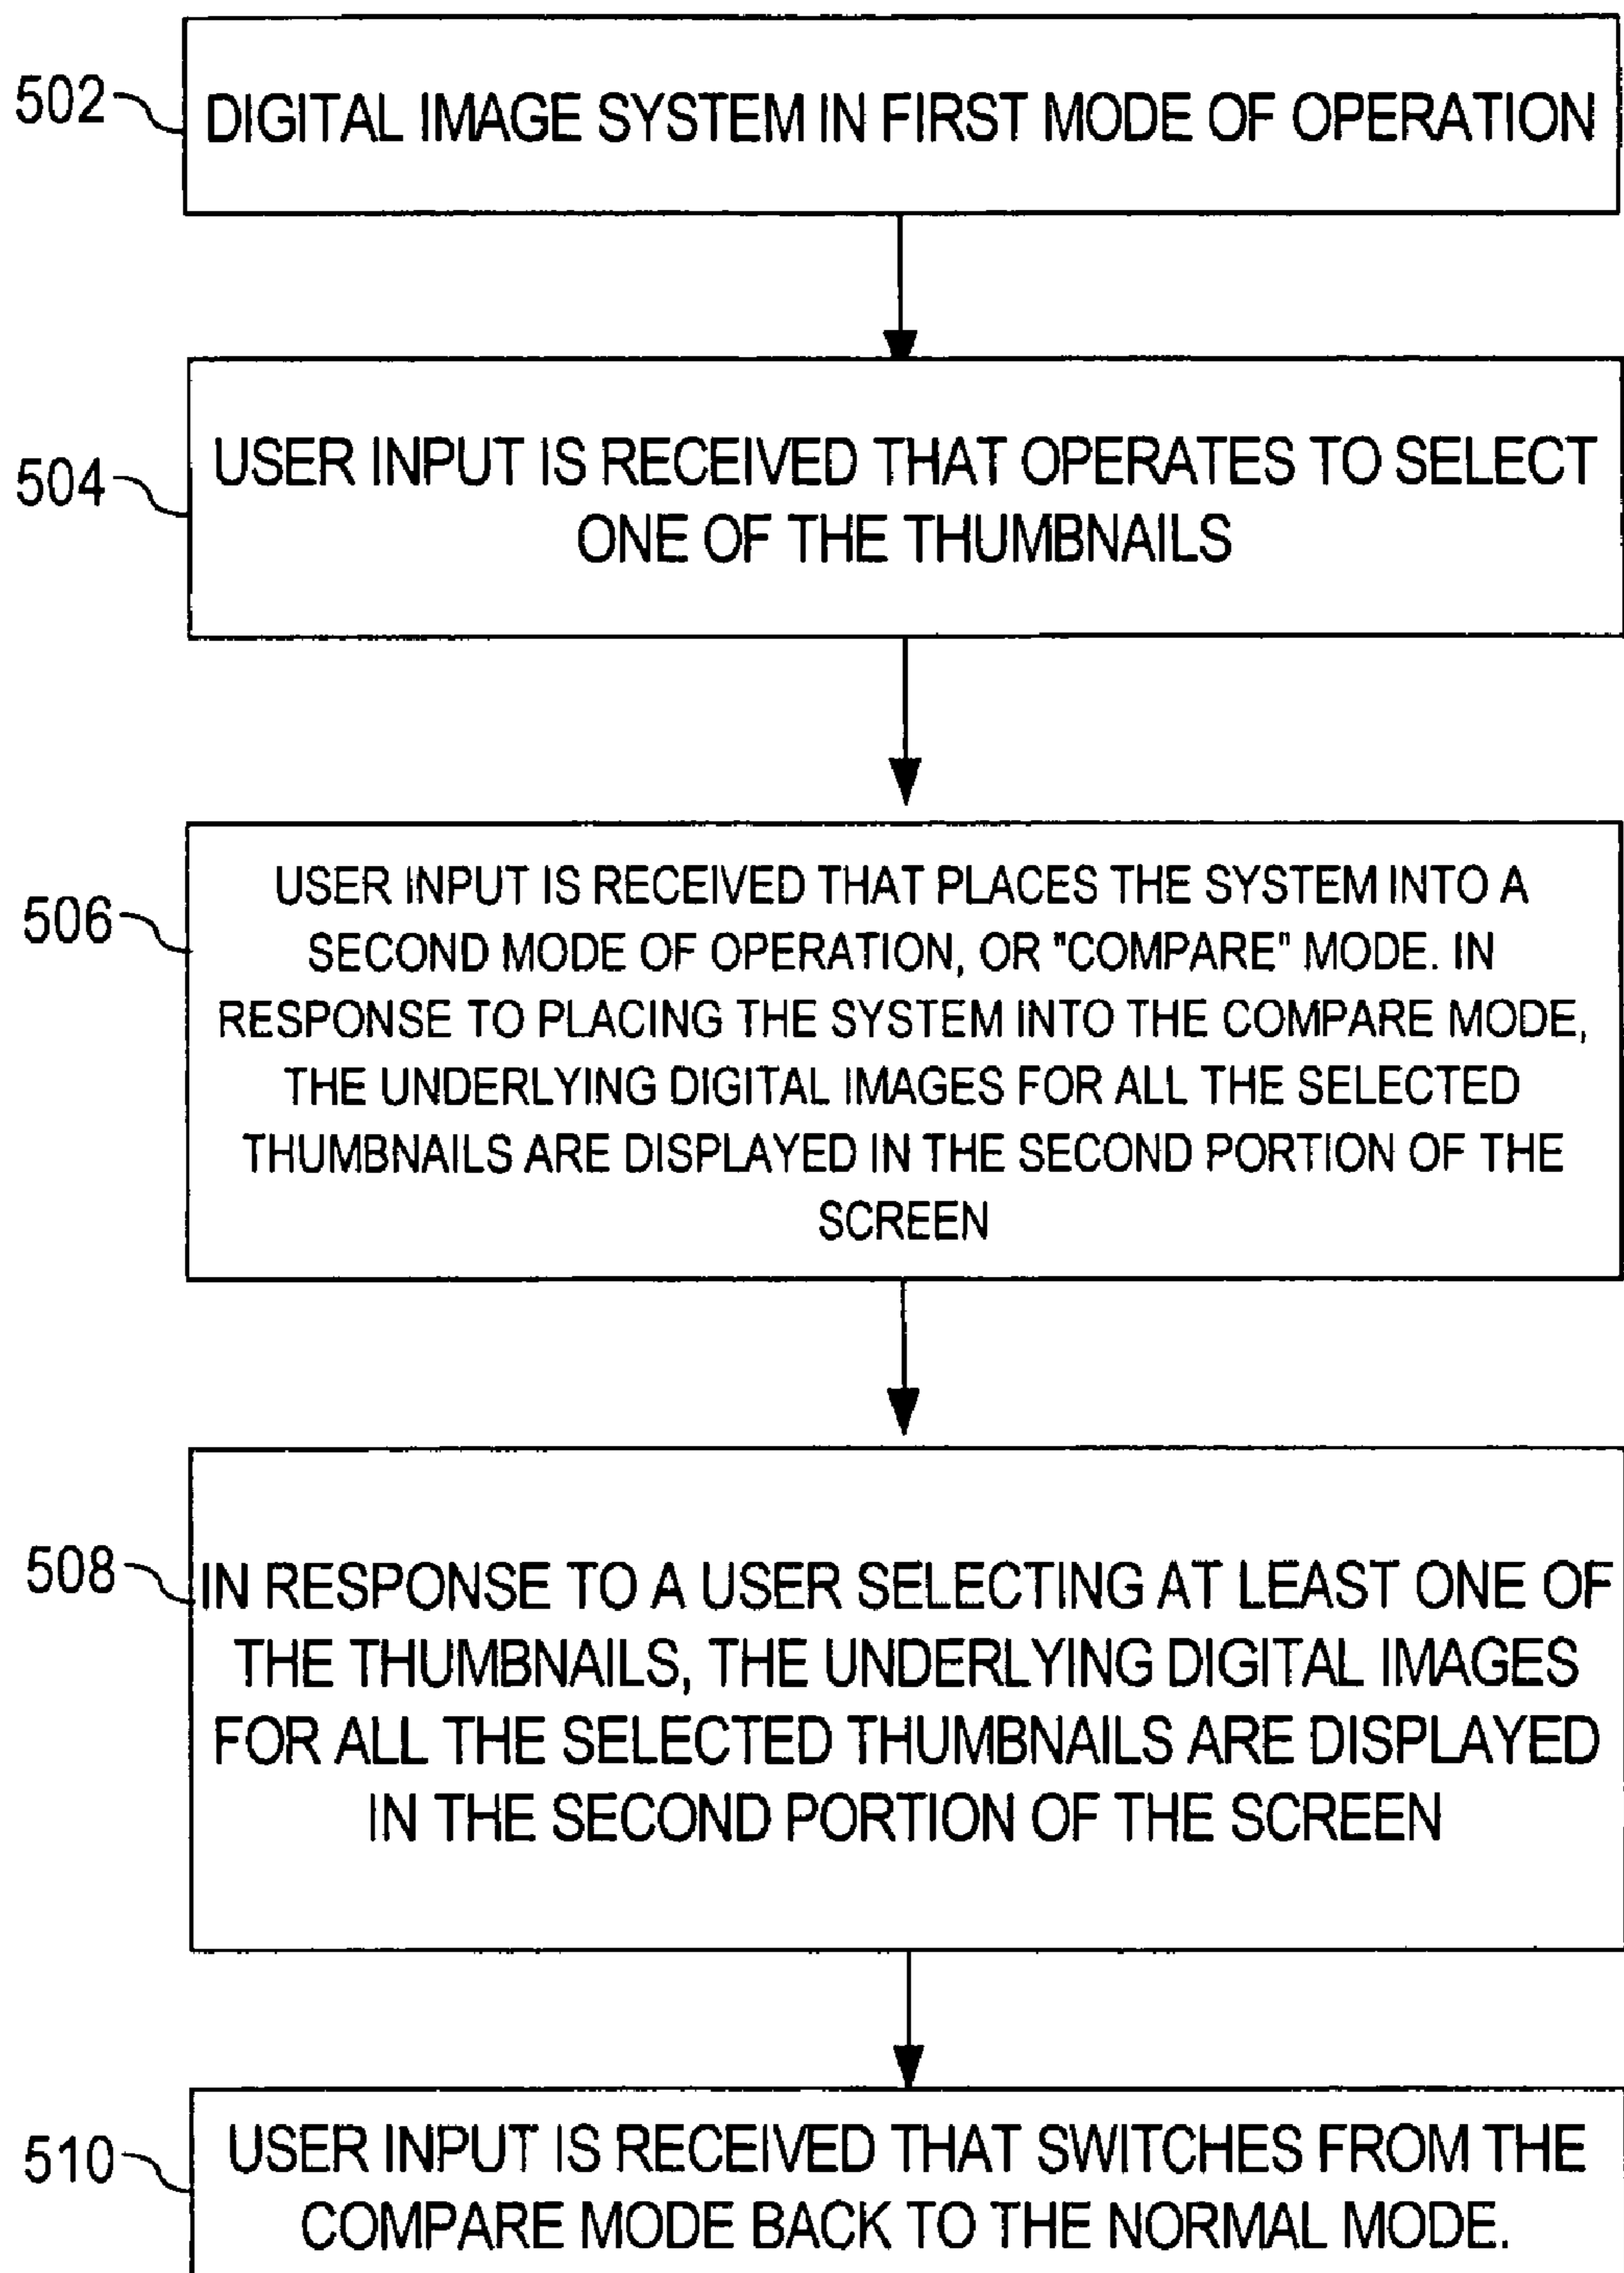 502
DIGITAL IMAGE SYSTEM IN FIRST MODE OF OPERATION
504
USER INPUT IS RECEIVED THAT OPERATES TO SELECT
ONE OF THE THUMBNAILS
506
USER INPUT IS RECEIVED THAT PLACES THE SYSTEM INTO A
SECOND MODE OF OPERATION, OR "COMPARE" MODE. IN
RESPONSE TO PLACING THE SYSTEM INTO THE COMPARE MODE,
THE UNDERLYING DIGITAL IMAGES FOR ALL THE SELECTED
THUMBNAILS ARE DISPLAYED IN THE SECOND PORTION OF THE
SCREEN
508
IN RESPONSE TO A USER SELECTING AT LEAST ONE OF
THE THUMBNAILS, THE UNDERLYING DIGITAL IMAGES
FOR ALL THE SELECTED THUMBNAILS ARE DISPLAYED
IN THE SECOND PORTION OF THE SCREEN
510
USER INPUT IS RECEIVED THAT SWITCHES FROM THE
COMPARE MODE BACK TO THE NORMAL MODE.